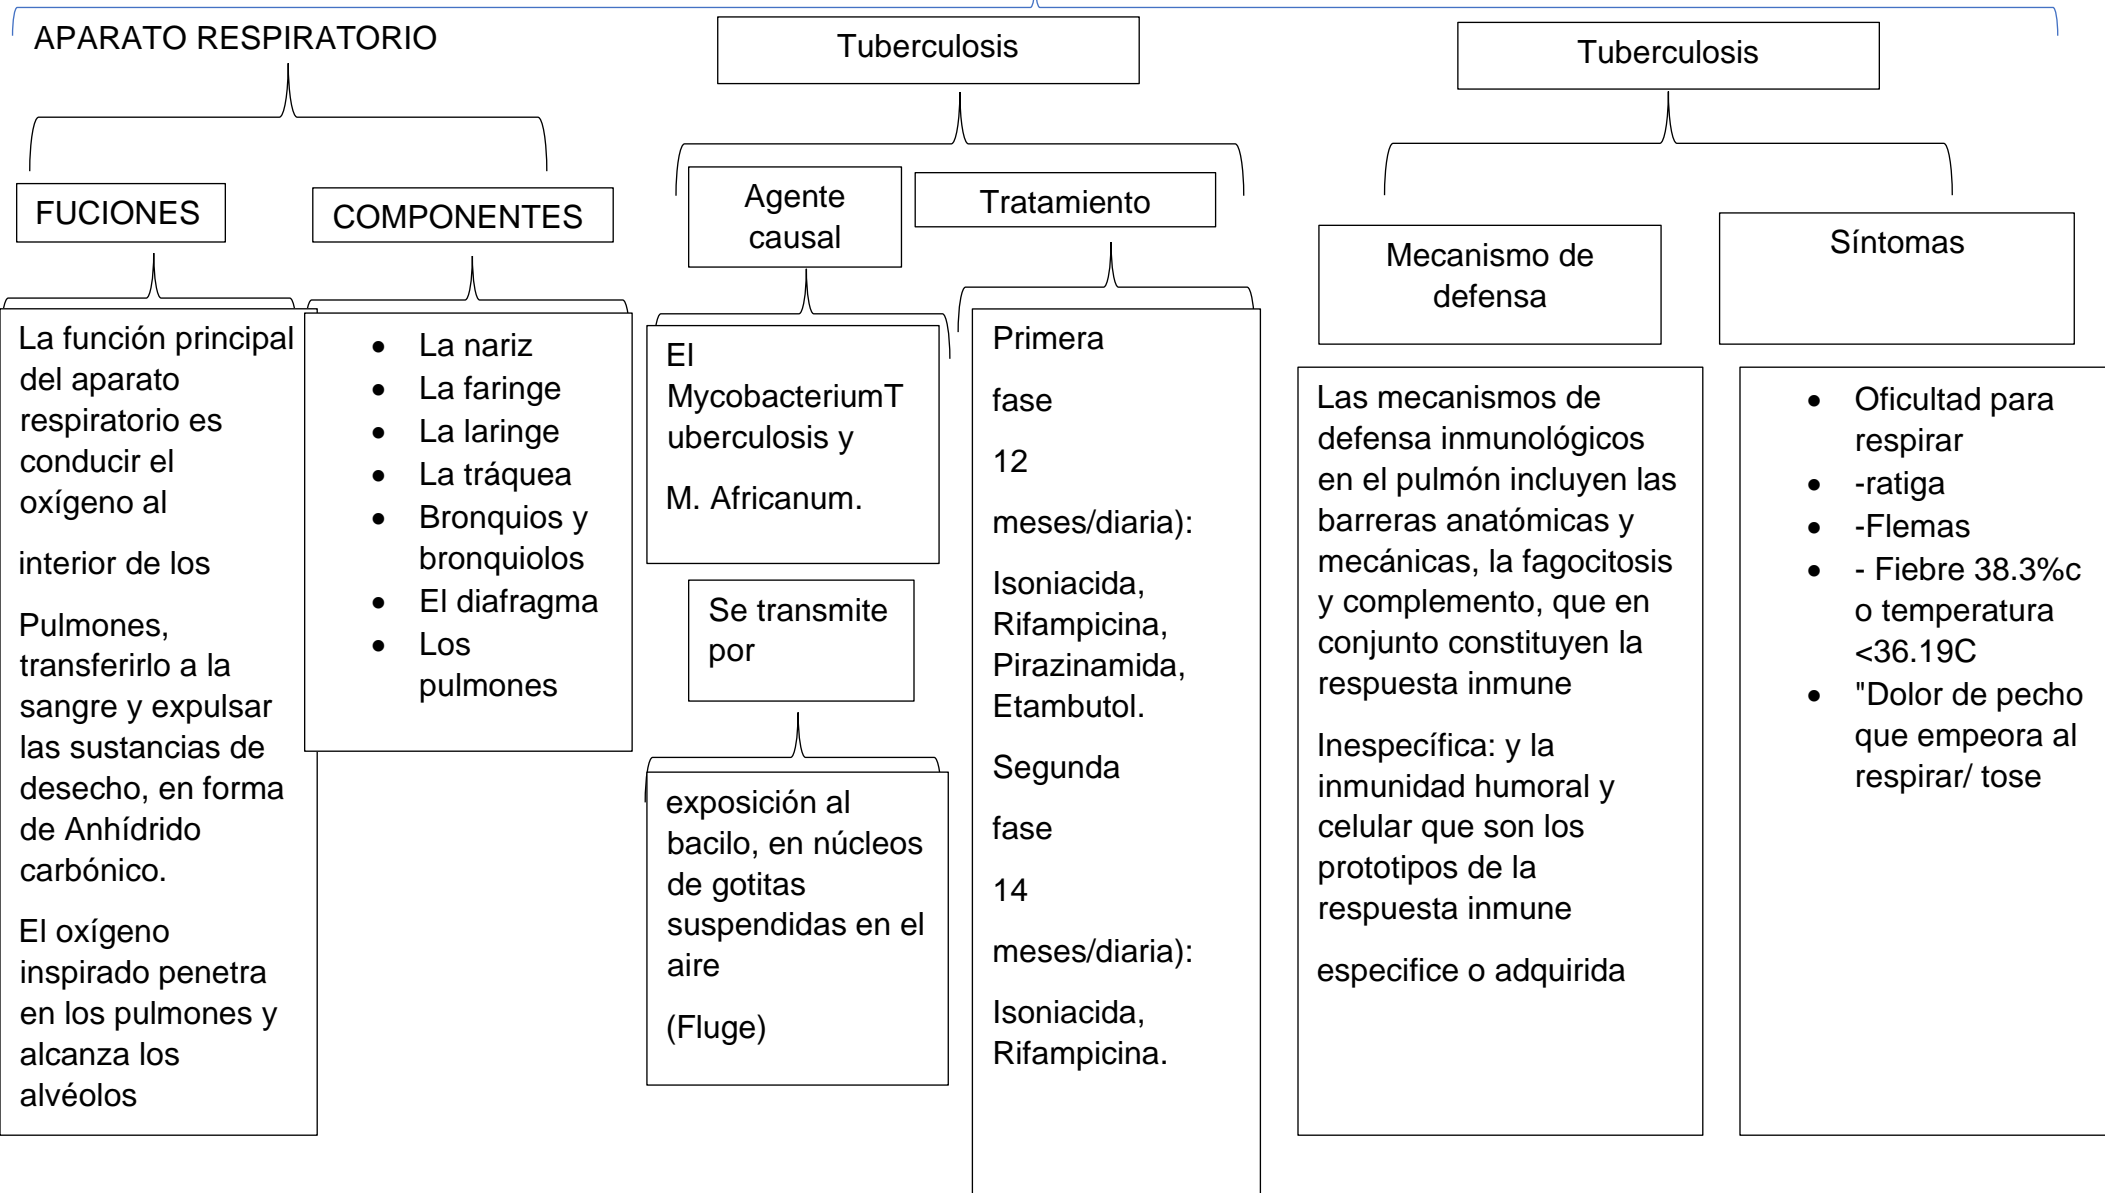 APARATO RESPIRATORIO
FUCIONES
La función principal
del aparato
respiratorio es
conducir el
oxígeno al
interior de los
Pulmones,
transferirlo a la
sangre y expulsar
las sustancias de
desecho, en forma
de Anhídrido
carbónico.
El oxígeno
inspirado penetra
en los pulmones y
alcanza los
alvéolos
COMPONENTES
• La nariz
• La faringe
• La laringe
• La tráquea
• Bronquios y
bronquiolos
• El diafragma
• Los
pulmones
Tuberculosis
Agente
causal
El
MycobacteriumT
uberculosis y
M. Africanum.
Se transmite
por
exposición al
bacilo, en núcleos
de gotitas
suspendidas en el
aire
(Fluge)
Tratamiento
Primera
fase
12
meses/diaria):
Isoniacida,
Rifampicina,
Pirazinamida,
Etambutol.
Segunda
fase
14
meses/diaria):
Isoniacida,
Rifampicina.
Tuberculosis
Mecanismo de
defensa
Las mecanismos de
defensa inmunológicos
en el pulmón incluyen las
barreras anatómicas y
mecánicas, la fagocitosis
y complemento, que en
conjunto constituyen la
respuesta inmune
Inespecífica: y la
inmunidad humoral y
celular que son los
prototipos de la
respuesta inmune
especifice o adquirida
Síntomas
• Oficultad para
respirar
• -ratiga
• -Flemas
• - Fiebre 38.3%c
o temperatura
<36.19C
• "Dolor de pecho
que empeora al
respirar/ tose